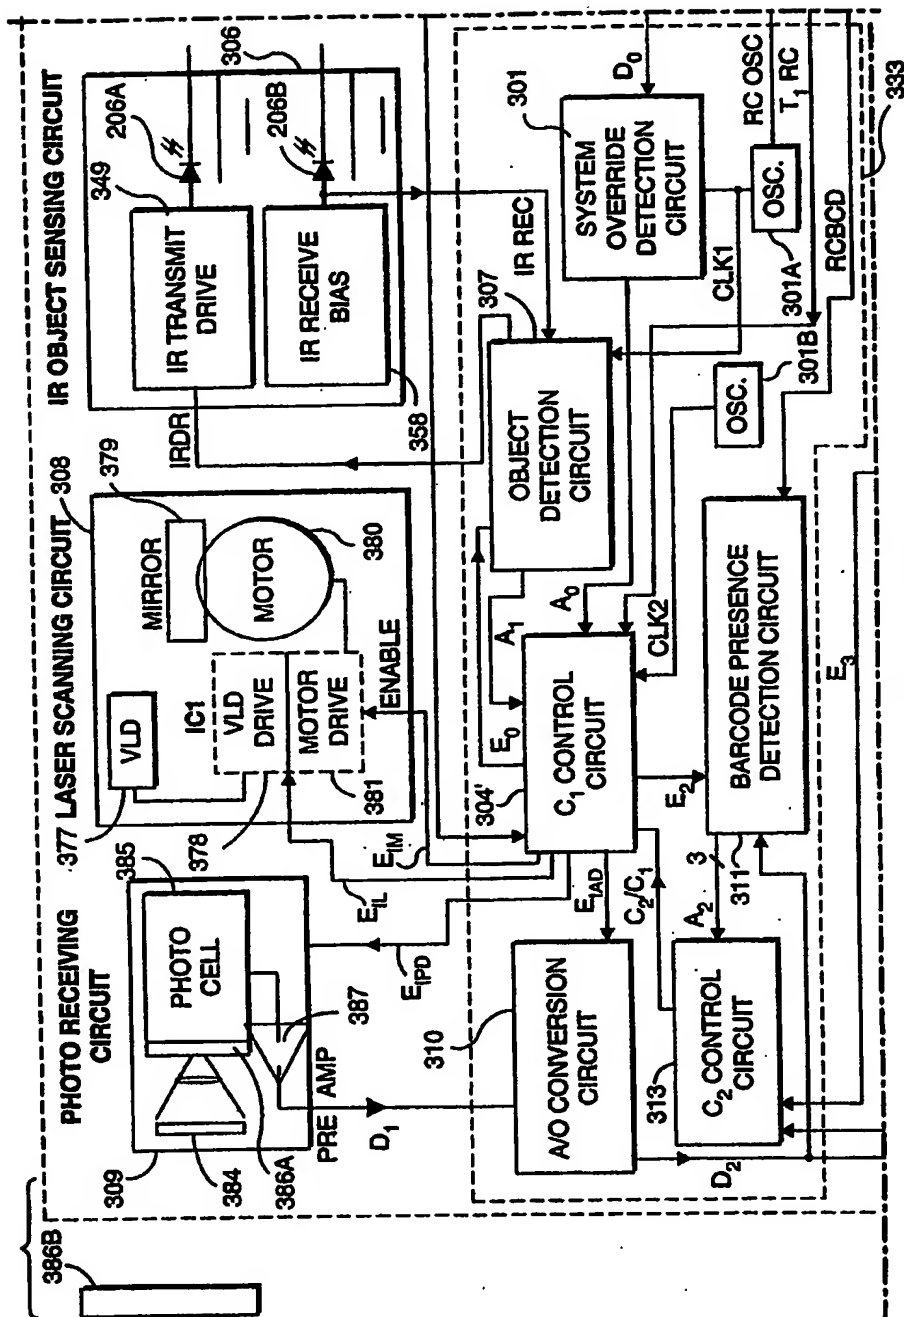 386B
PHOTO RECEIVING
CIRCUIT
309
384
386A
385
PHOTO
CELL
387
PRE AMP
D1
EIPD
377 LASER SCANNING CIRCUIT
308
VLD
378
IC1
VLD
DRIVE
MOTOR
DRIVE
381
MIRROR
379
MOTOR
380
ENABLE
EIL
EIM
IR OBJECT SENSING CIRCUIT
349
206A
306
IR TRANSMIT
DRIVE
206B
IR RECEIVE
BIAS
358
IRDR
IR REC
307
OBJECT
DETECTION
CIRCUIT
301
SYSTEM
OVERRIDE
DETECTION
CIRCUIT
D0
CLK1
OSC.
301A
RC OSC
T1 RC
RCBCD
333
OSC.
301B
A1
E0
A0
CLK2
304'
C1 CONTROL
CIRCUIT
EIAD
C2/C1
E2
310
A/O CONVERSION
CIRCUIT
D2
313
C2 CONTROL
CIRCUIT
A2
3
311
BARCODE PRESENCE
DETECTION CIRCUIT
E3